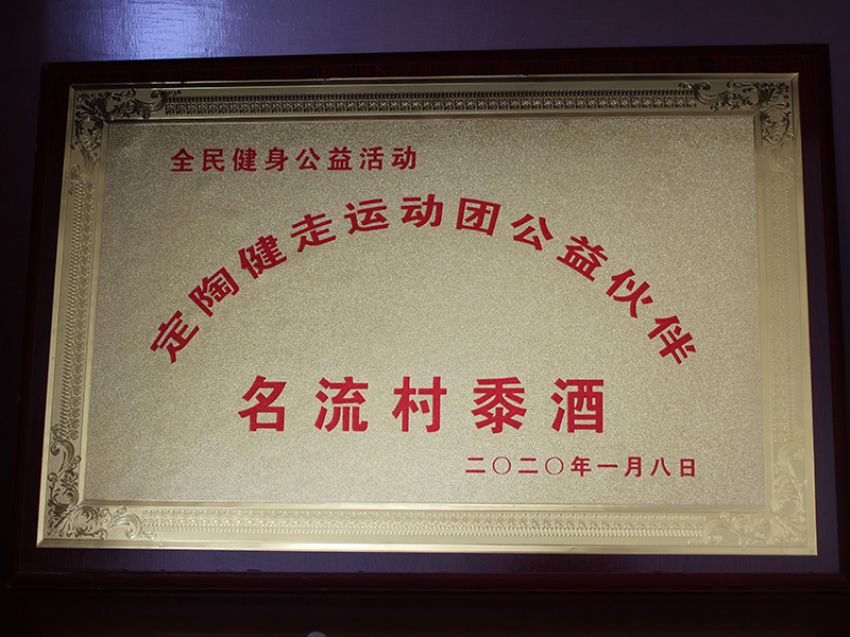 全民健身公益活动
定陶健走运动团公益伙伴
名流村黍酒
二〇二〇年一月八日